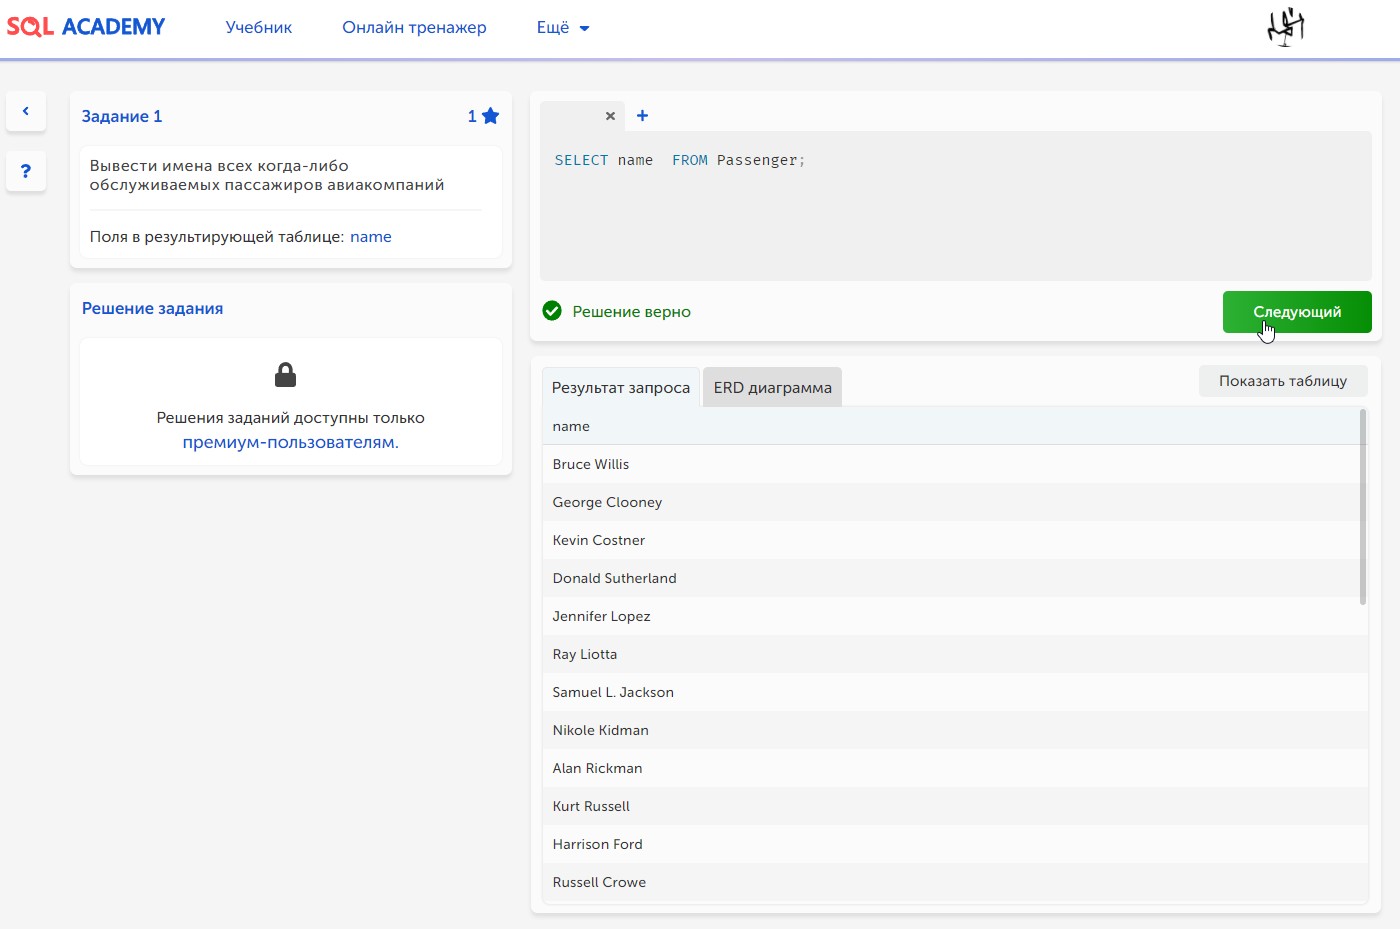 SQL ACADEMY
Учебник
Онлайн тренажер
Ещё
Задание 1
1
Вывести имена всех когда-либо
обслуживаемых пассажиров авиакомпаний
Поля в результирующей таблице: name
?
Решение задания
Решения заданий доступны только
премиум-пользователям.
SELECT name  FROM Passenger;
Решение верно
Следующий
Результат запроса
ERD диаграмма
Показать таблицу
name
Bruce Willis
George Clooney
Kevin Costner
Donald Sutherland
Jennifer Lopez
Ray Liotta
Samuel L. Jackson
Nikole Kidman
Alan Rickman
Kurt Russell
Harrison Ford
Russell Crowe